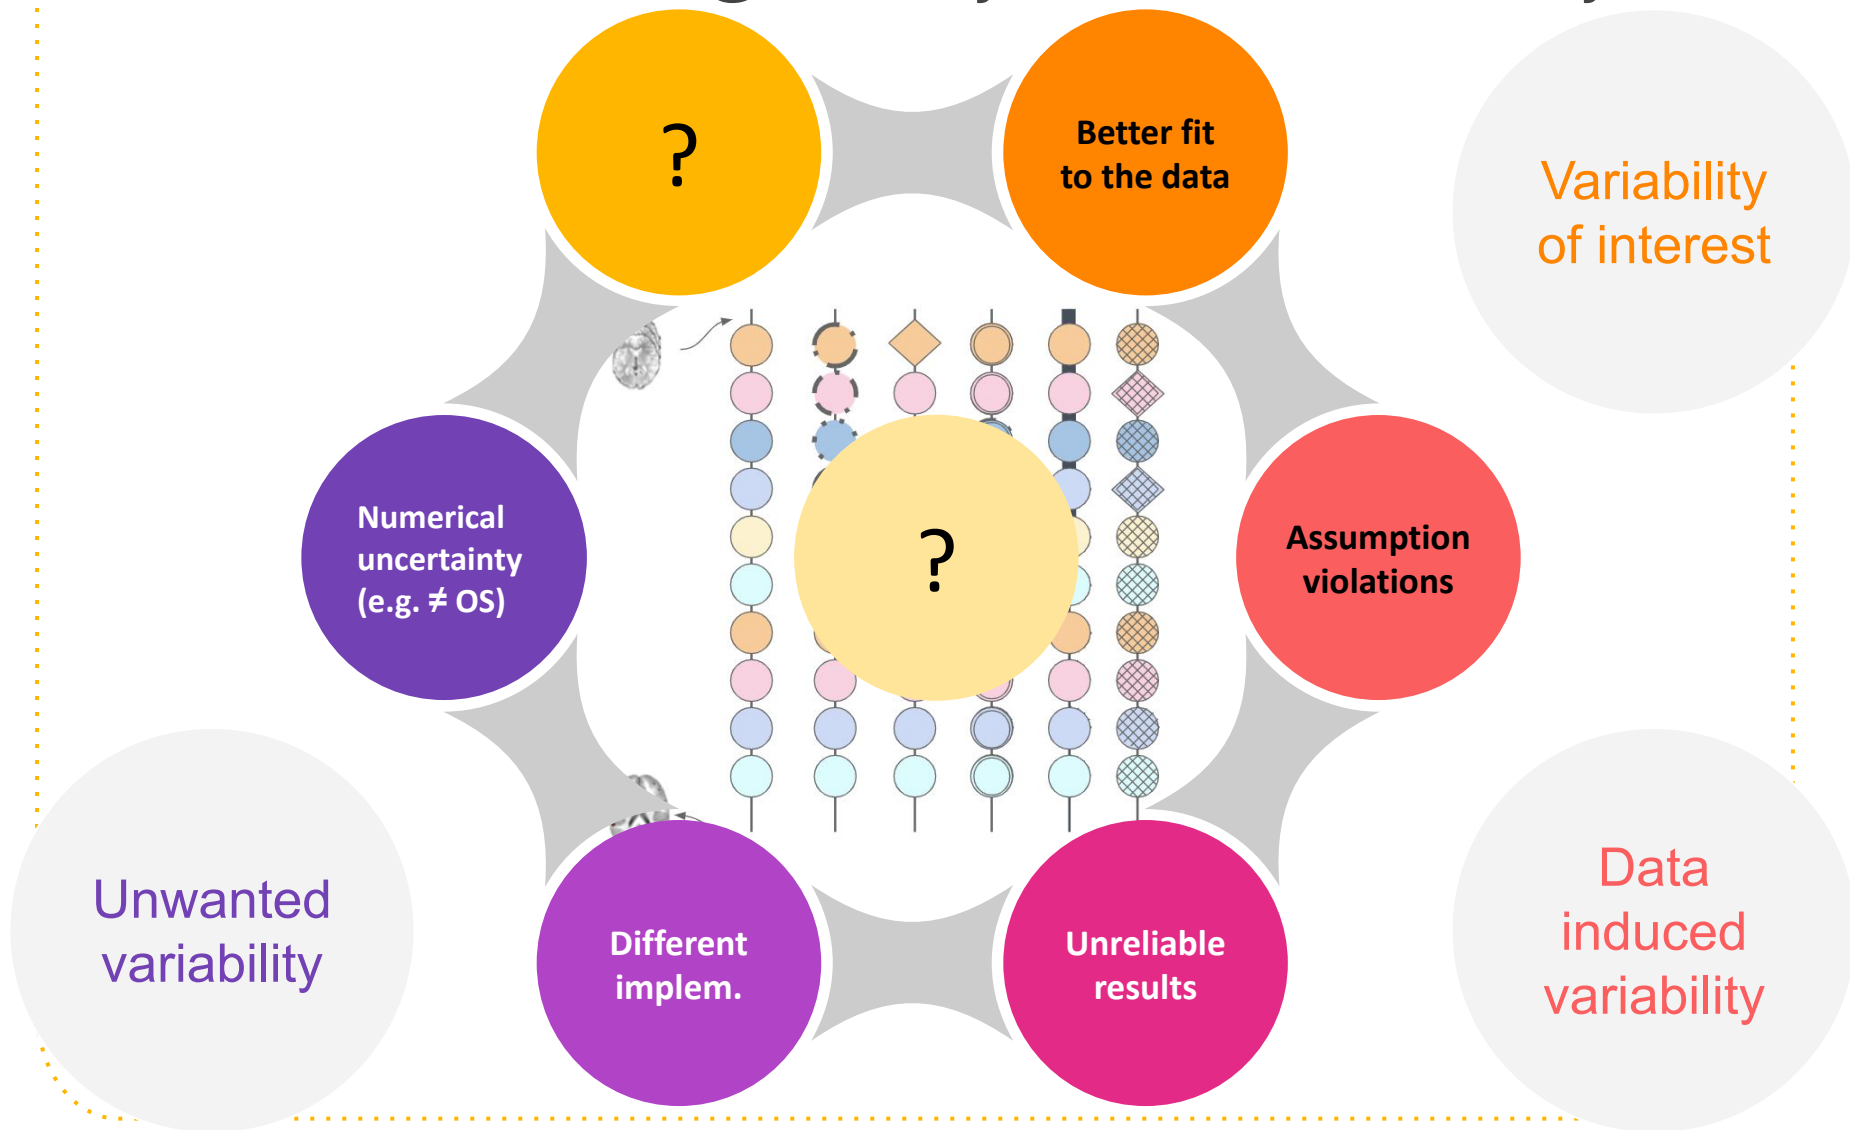 ?
Better fit
to the data
Variability
of interest
Numerical
uncertainty
(e.g. ≠ OS)
?
Assumption
violations
Unwanted
variability
Different
implem.
Unreliable
results
Data
induced
variability